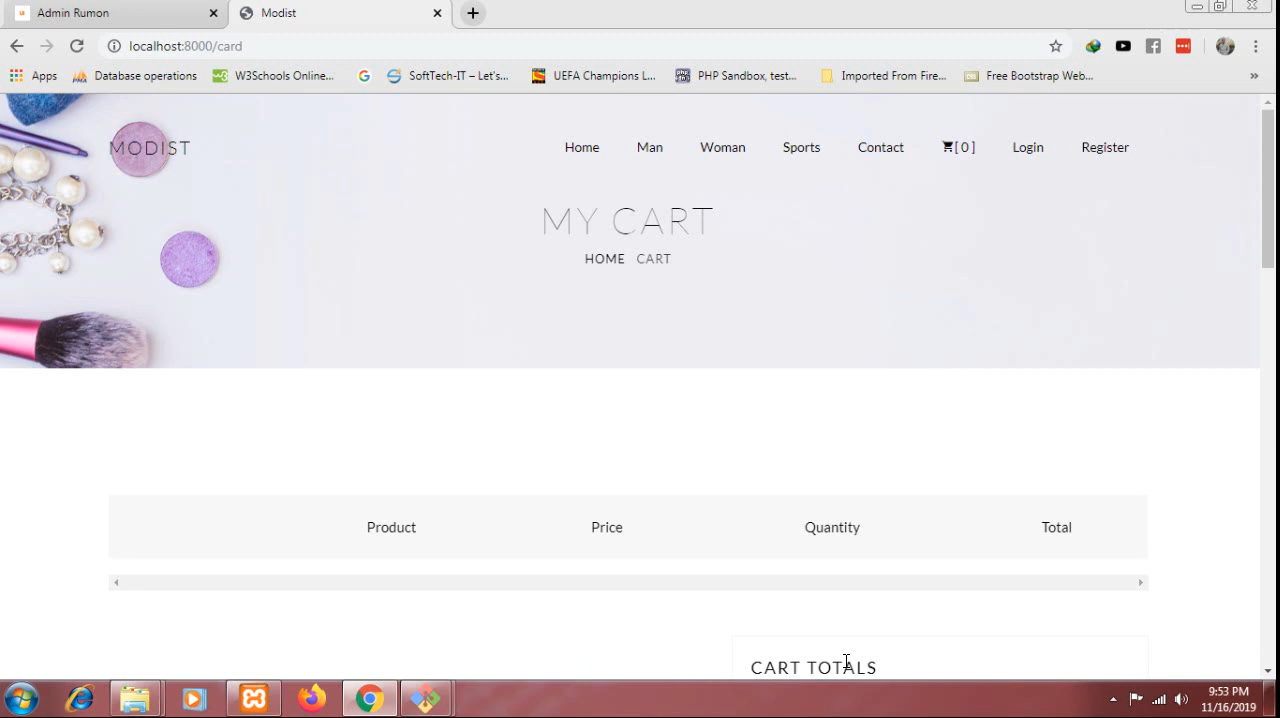 Admin Rumon
Modist
localhost:8000/card
Apps
Database operations
W3Schools Online...
SoftTech-IT – Let's...
UEFA Champions L...
PHP Sandbox, test...
Imported From Fire...
Free Bootstrap Web...
»
MODIST
Home
Man
Woman
Sports
Contact
[ 0 ]
Login
Register
MY CART
HOME CART
Product
Price
Quantity
Total
CART TOTALS
9:53 PM
11/16/2019